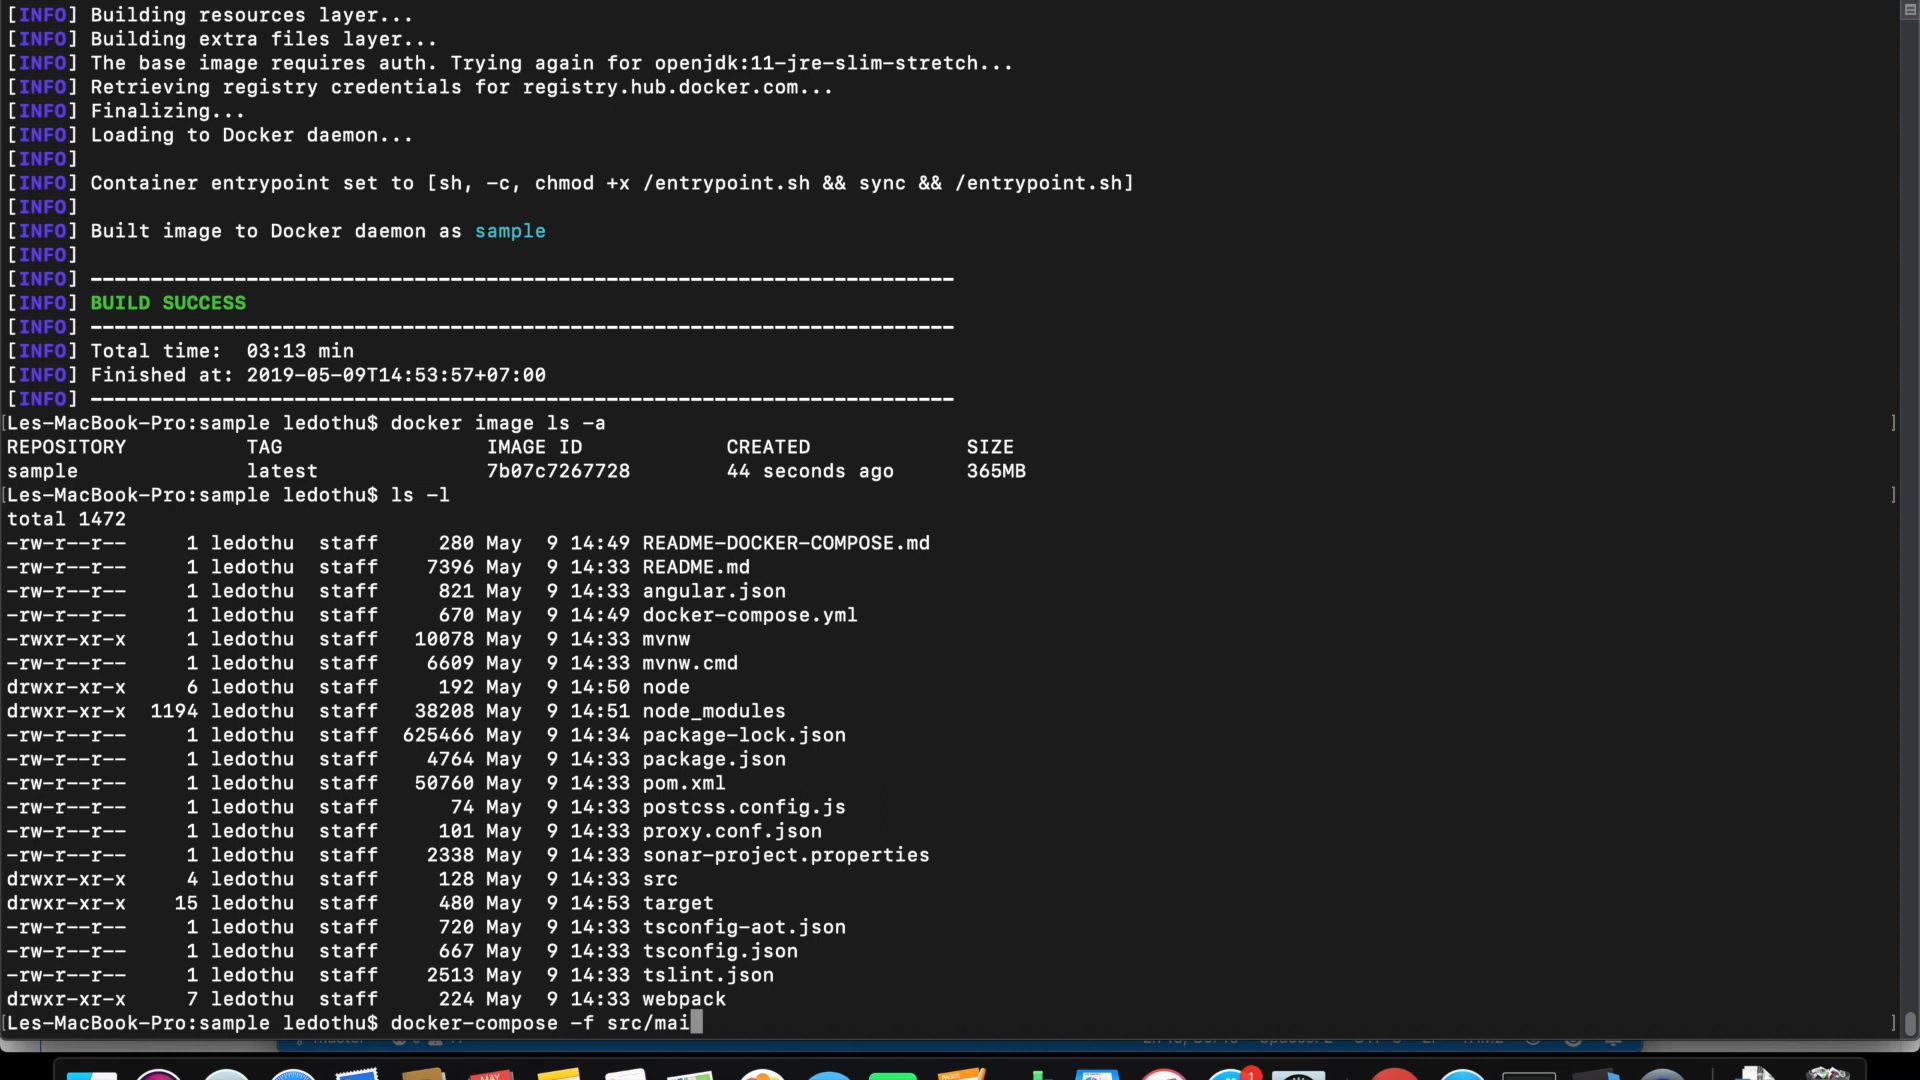 [INFO] Building resources layer...
[INFO] Building extra files layer...
[INFO] The base image requires auth. Trying again for openjdk:11-jre-slim-stretch...
[INFO] Retrieving registry credentials for registry.hub.docker.com...
[INFO] Finalizing...
[INFO] Loading to Docker daemon...
[INFO]
[INFO] Container entrypoint set to [sh, -c, chmod +x /entrypoint.sh && sync && /entrypoint.sh]
[INFO]
[INFO] Built image to Docker daemon as sample
[INFO]
[INFO] ------------------------------------------------------------------------
[INFO] BUILD SUCCESS
[INFO] ------------------------------------------------------------------------
[INFO] Total time:  03:13 min
[INFO] Finished at: 2019-05-09T14:53:57+07:00
[INFO] ------------------------------------------------------------------------
[Les-MacBook-Pro:sample ledothu$ docker image ls -a ]
REPOSITORY          TAG                 IMAGE ID            CREATED             SIZE
sample              latest              7b07c7267728        44 seconds ago      365MB
[Les-MacBook-Pro:sample ledothu$ ls -l ]
total 1472
-rw-r--r--     1 ledothu  staff     280 May  9 14:49 README-DOCKER-COMPOSE.md
-rw-r--r--     1 ledothu  staff    7396 May  9 14:33 README.md
-rw-r--r--     1 ledothu  staff     821 May  9 14:33 angular.json
-rw-r--r--     1 ledothu  staff     670 May  9 14:49 docker-compose.yml
-rwxr-xr-x     1 ledothu  staff   10078 May  9 14:33 mvnw
-rw-r--r--     1 ledothu  staff    6609 May  9 14:33 mvnw.cmd
drwxr-xr-x     6 ledothu  staff     192 May  9 14:50 node
drwxr-xr-x  1194 ledothu  staff   38208 May  9 14:51 node_modules
-rw-r--r--     1 ledothu  staff  625466 May  9 14:34 package-lock.json
-rw-r--r--     1 ledothu  staff    4764 May  9 14:33 package.json
-rw-r--r--     1 ledothu  staff   50760 May  9 14:33 pom.xml
-rw-r--r--     1 ledothu  staff      74 May  9 14:33 postcss.config.js
-rw-r--r--     1 ledothu  staff     101 May  9 14:33 proxy.conf.json
-rw-r--r--     1 ledothu  staff    2338 May  9 14:33 sonar-project.properties
drwxr-xr-x     4 ledothu  staff     128 May  9 14:33 src
drwxr-xr-x    15 ledothu  staff     480 May  9 14:53 target
-rw-r--r--     1 ledothu  staff     720 May  9 14:33 tsconfig-aot.json
-rw-r--r--     1 ledothu  staff     667 May  9 14:33 tsconfig.json
-rw-r--r--     1 ledothu  staff    2513 May  9 14:33 tslint.json
drwxr-xr-x     7 ledothu  staff     224 May  9 14:33 webpack
[Les-MacBook-Pro:sample ledothu$ docker-compose -f src/mai ]
MAY
PAGES
1